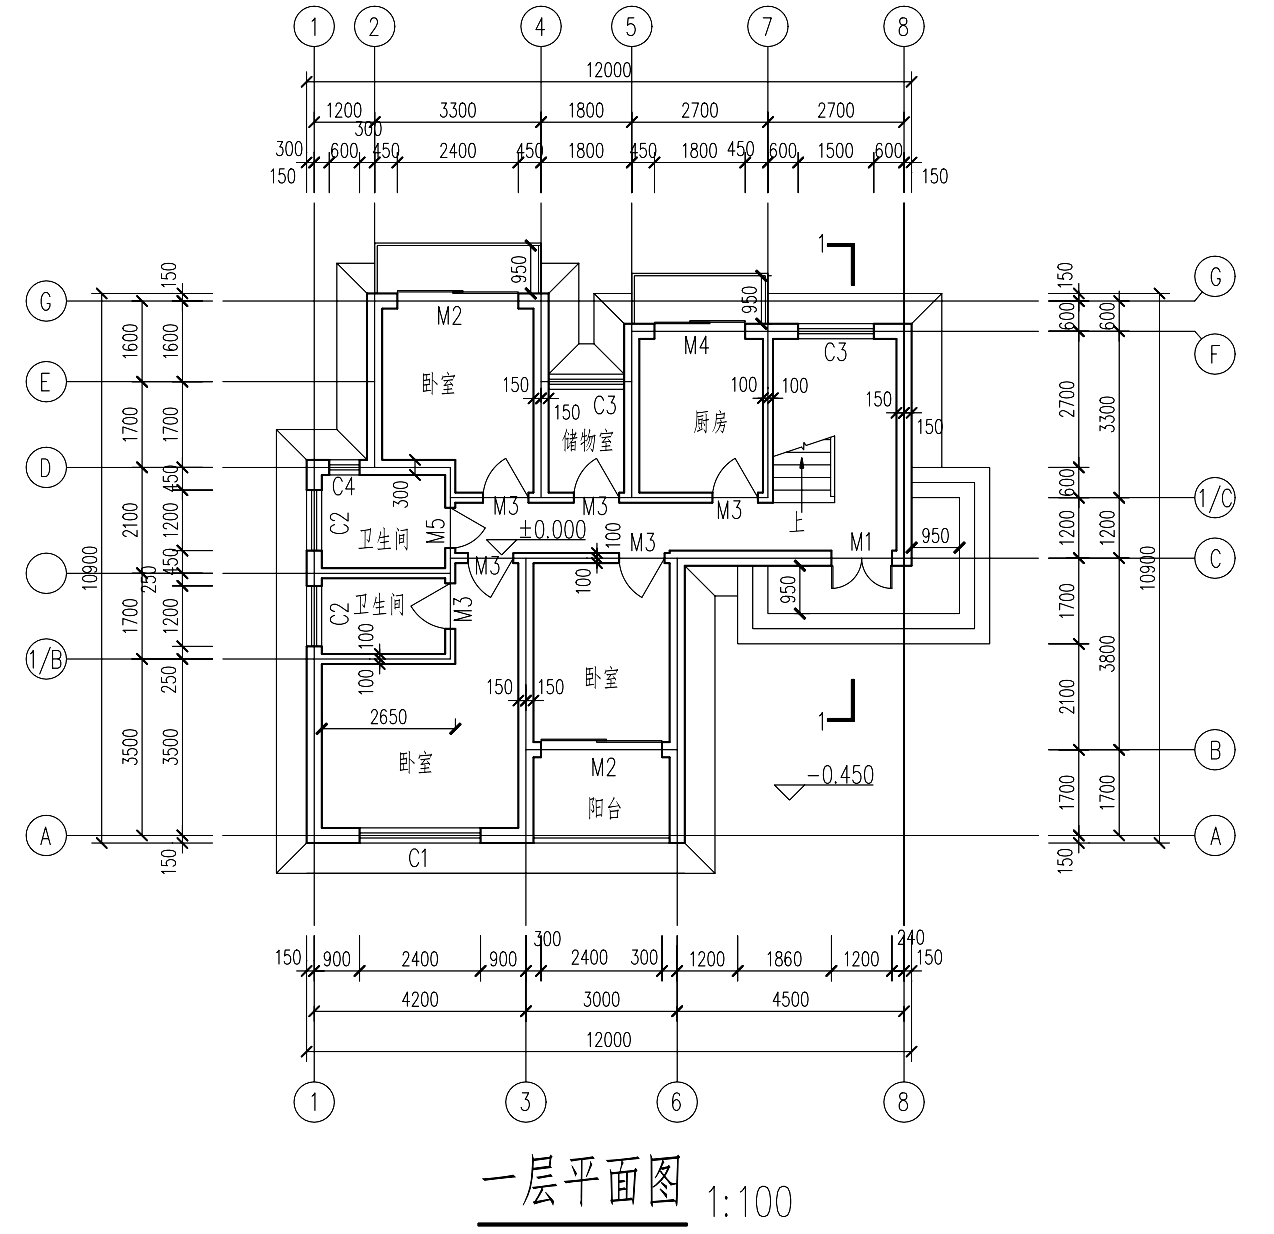 1 2 4 5 7 8
12000
1200 3300 1800 2700 2700
300
300 600 450 2400 450 1800 450 1800 450 600 1500 600
150 150
1
950
950
G
E
D
1/B
A
G
F
1/C
C
B
A
150
1600
1700
450
1200
450
1200
250
3500
150
1600
1700
2100
250
1700
3500
10900
150
600
2700
600
1200
1700
2100
1700
150
600
3300
1200
3800
1700
10900
M2
M4
C3
卧室
150
150
C3
储物室
厨房
100 100
150
150
C4
300
M3
M3
M3
上
C2
卫生间
M5
±0.000
100
M3
M1
950
M3
100
950
C2
卫生间
M3
100
100
卧室
150 150
2650
卧室
1
M2
阳台
-0.450
C1
300 240
150 900 2400 900 2400 300 1200 1860 1200 150
4200 3000 4500
12000
1 3 6 8
一层平面图 1:100